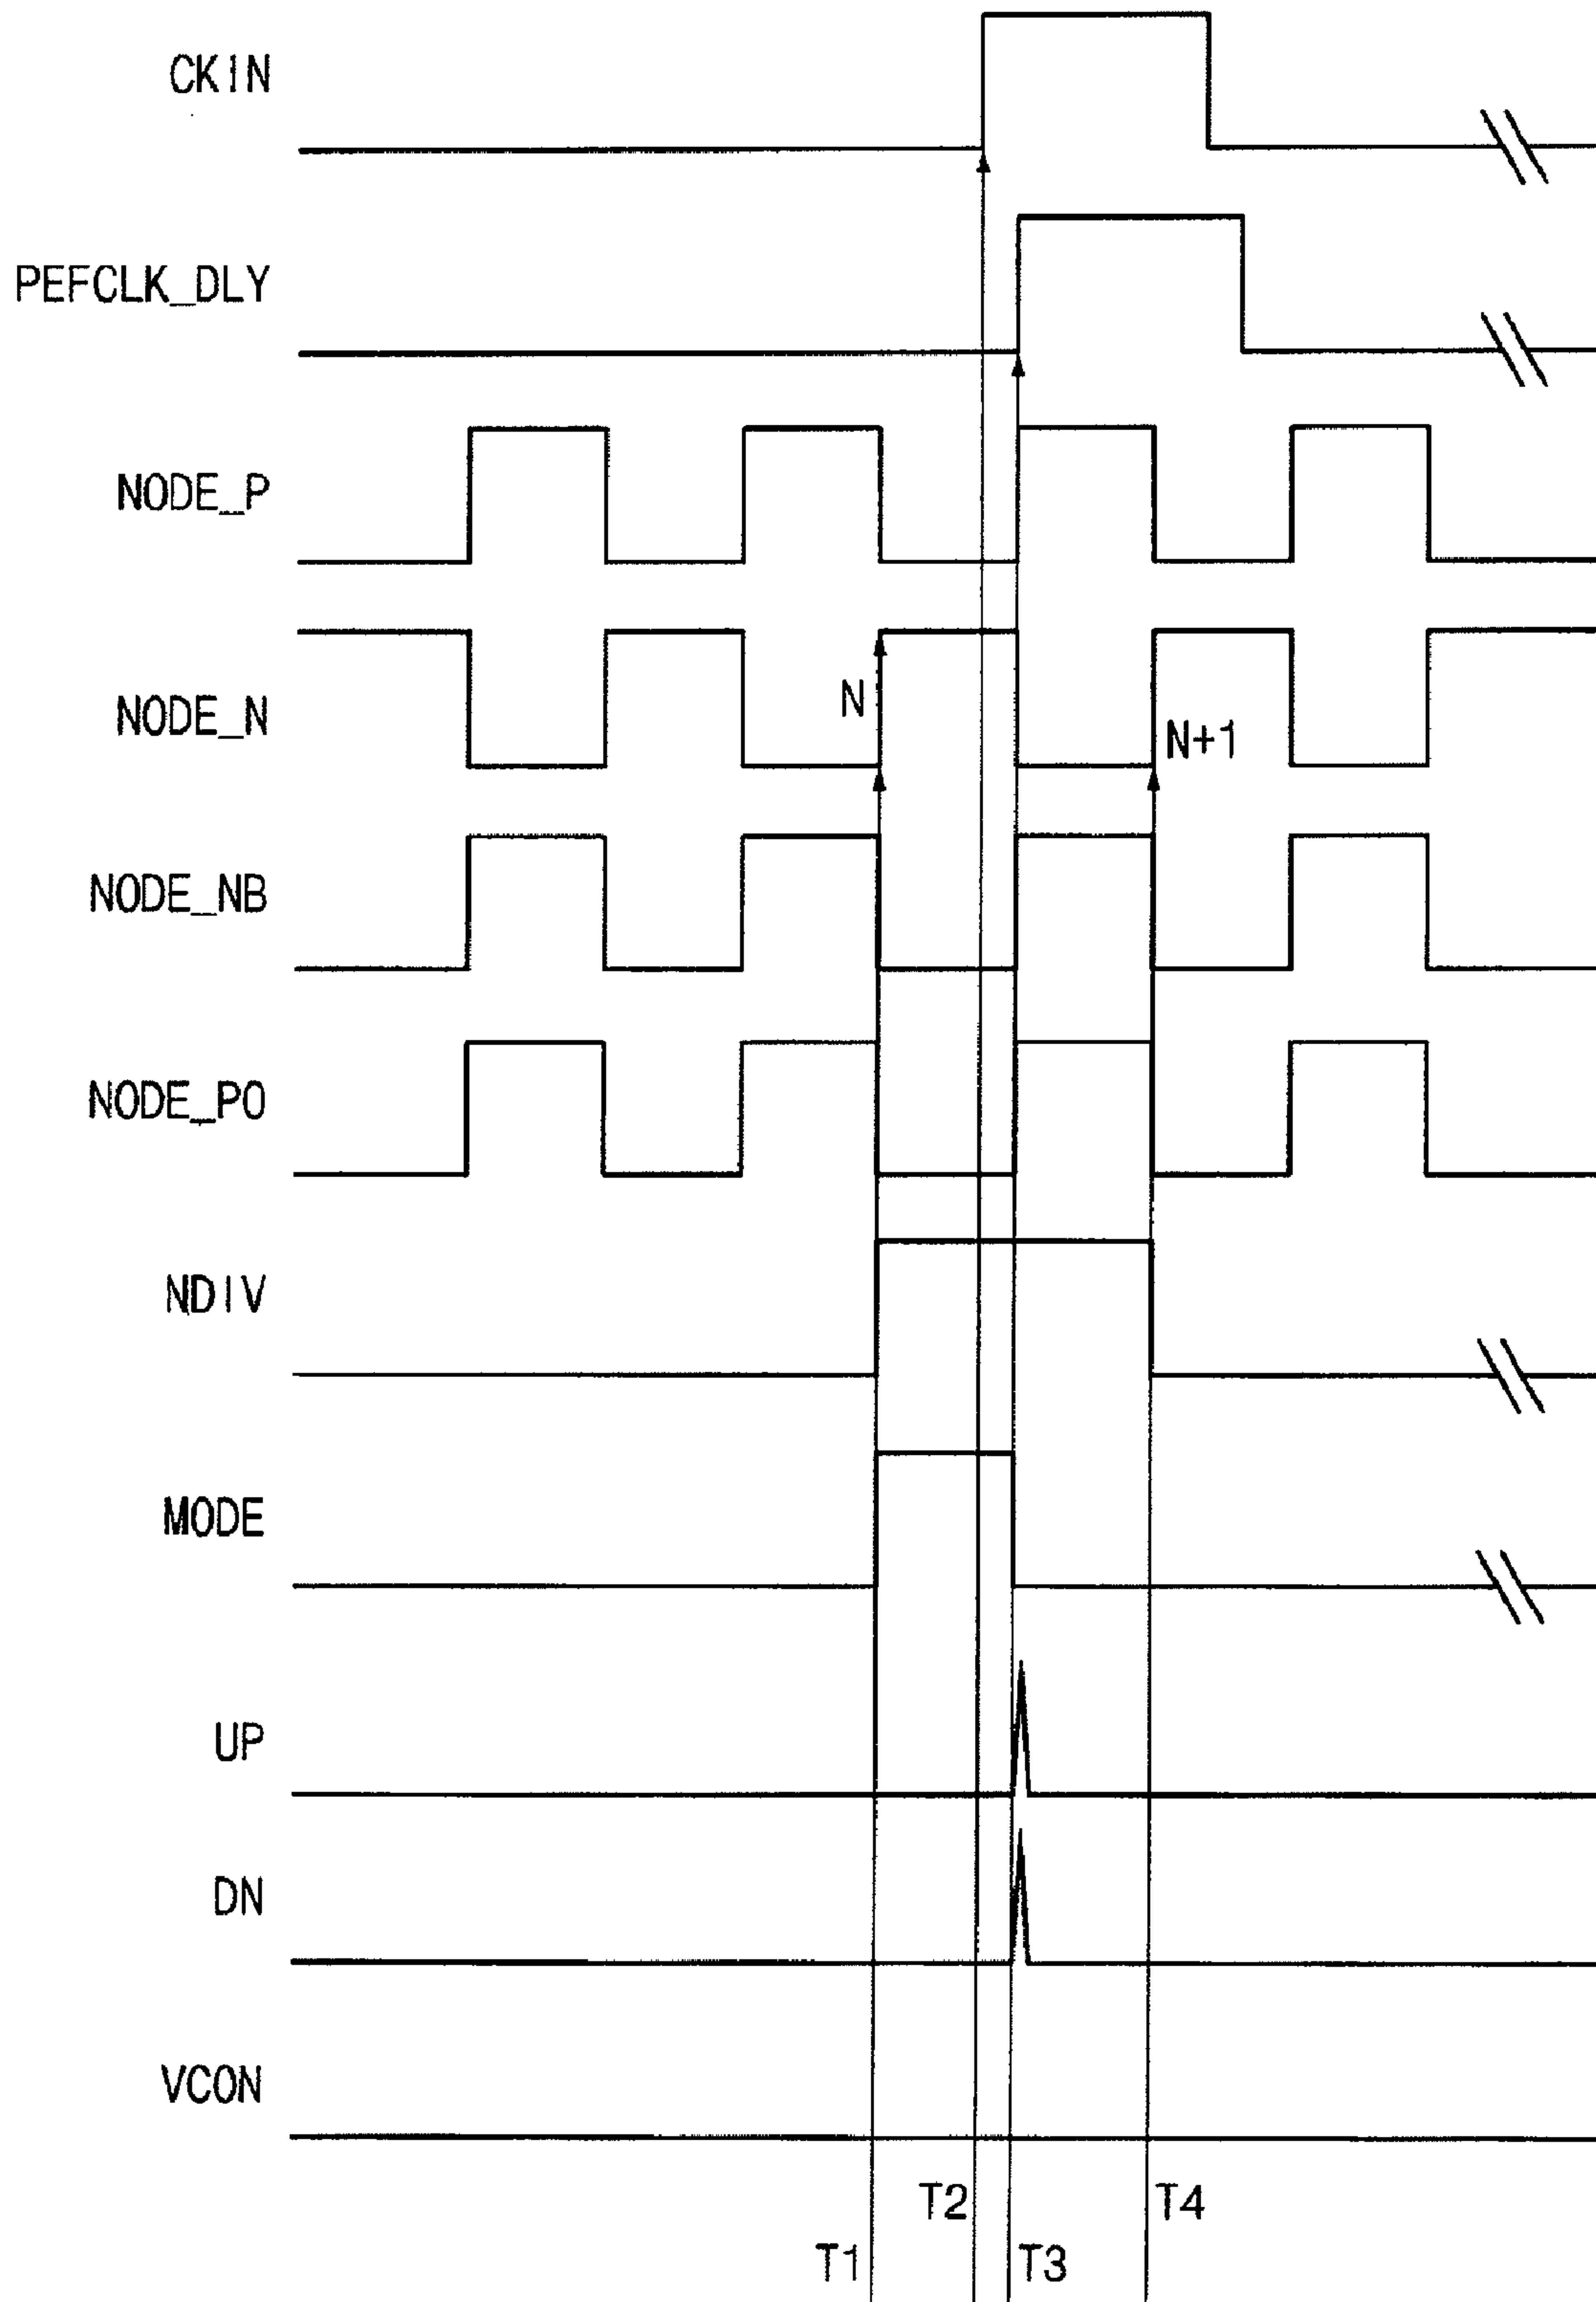 CKIN
PEFCLK_DLY
NODE_P
NODE_N
N
N+1
NODE_NB
NODE_PO
NDIV
MODE
UP
DN
VCON
T2
T4
T1
T3